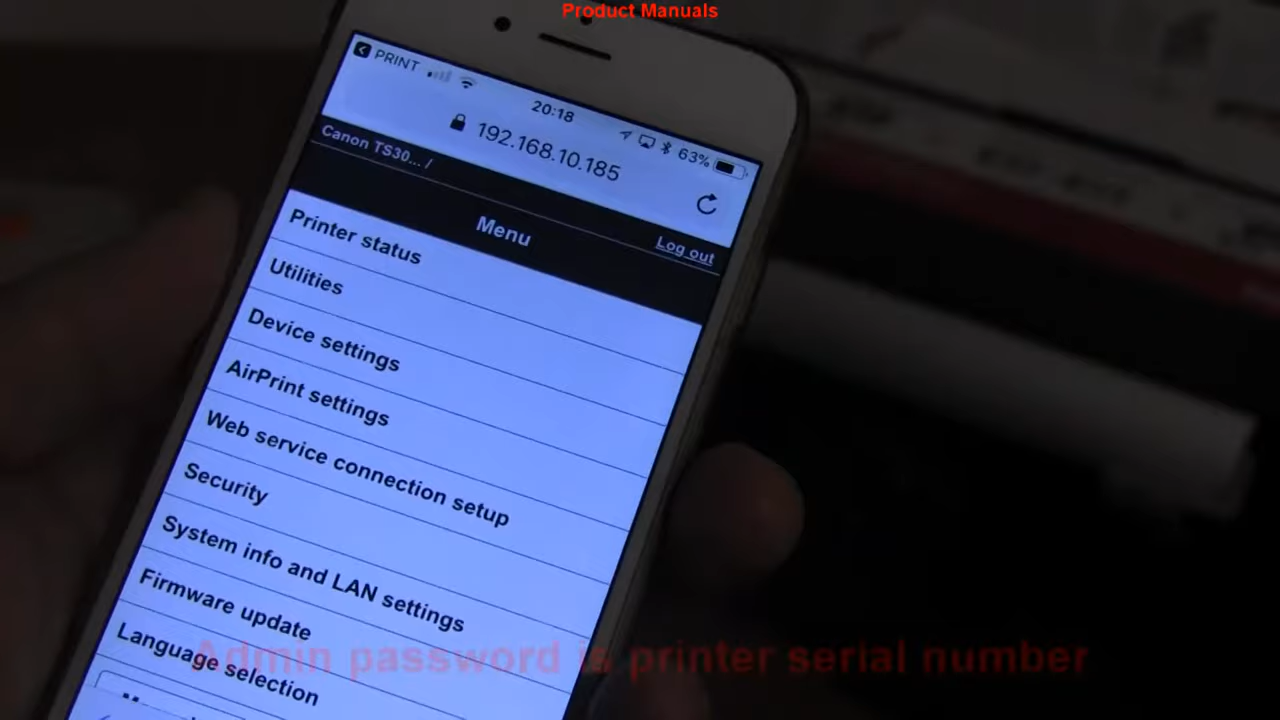 Product Manuals
PRINT
20:18
63%
192.168.10.185
Canon TS30... /
Menu
Log out
Printer status
Utilities
Device settings
AirPrint settings
Web service connection setup
Security
System info and LAN settings
Firmware update
Language selection
Admin password is printer serial number